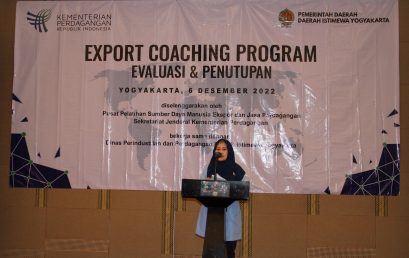 KEMENTERIAN
PERDAGANGAN
REPUBLIK INDONESIA
PEMERINTAH DAERAH
DAERAH ISTIMEWA YOGYAKARTA
EXPORT COACHING PROGRAM
EVALUASI & PENUTUPAN
YOGYAKARTA, 6 DESEMBER 2022
diselenggarakan oleh
Pusat Pelatihan Sumber Daya Manusia Ekspor dan Jasa Perdagangan
Sekretariat Jenderal Kementerian Perdagangan
bekerja sama dengan
Dinas Perindustrian dan Perdagangan Istimewa Yogyakarta